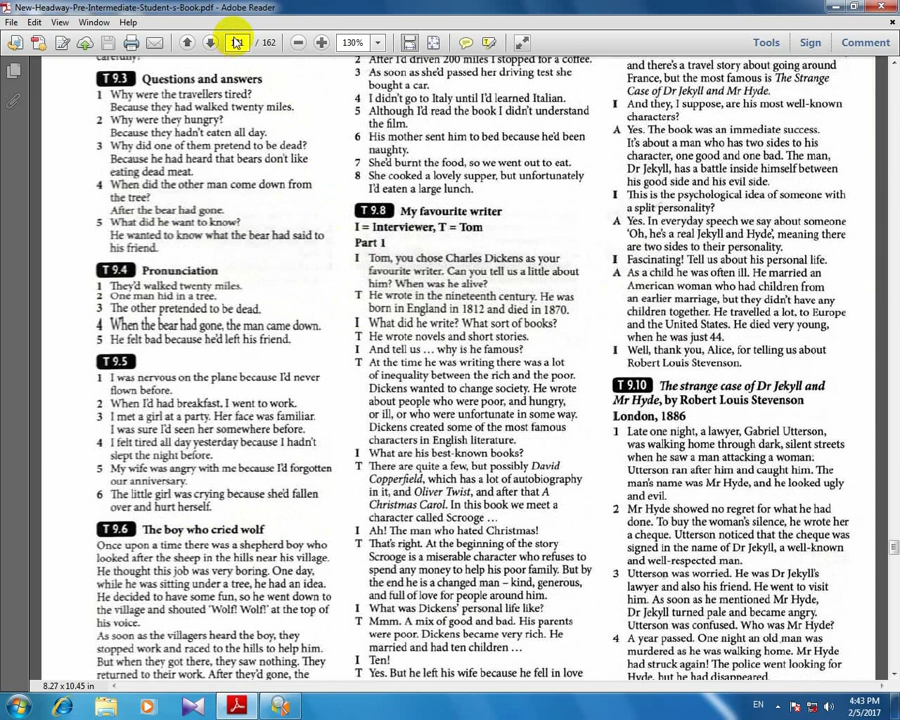 New-Headway-Pre-Intermediate-Student-s-Book.pdf - Adobe Reader
File Edit View Window Help
/ 162
130%
Tools Sign Comment
T 9.3 Questions and answers
1 Why were the travellers tired?
Because they had walked twenty miles.
2 Why were they hungry?
Because they hadn't eaten all day.
3 Why did one of them pretend to be dead?
Because he had heard that bears don't like
eating dead meat.
4 When did the other man come down from
the tree?
After the bear had gone.
5 What did he want to know?
He wanted to know what the bear had said to
his friend.
T 9.4 Pronunciation
1 They'd walked twenty miles.
2 One man hid in a tree.
3 The other pretended to be dead.
4 When the bear had gone, the man came down.
5 He felt bad because he'd left his friend.
T 9.5
1 I was nervous on the plane because I'd never
flown before.
2 When I'd had breakfast, I went to work.
3 I met a girl at a party. Her face was familiar.
I was sure I'd seen her somewhere before.
4 I felt tired all day yesterday because I hadn't
slept the night before.
5 My wife was angry with me because I'd forgotten
our anniversary.
6 The little girl was crying because she'd fallen
over and hurt herself.
T 9.6 The boy who cried wolf
Once upon a time there was a shepherd boy who
looked after the sheep in the hills near his village.
He thought this job was very boring. One day,
while he was sitting under a tree, he had an idea.
He decided to have some fun, so he went down to
the village and shouted 'Wolf! Wolf!' at the top of
his voice.
As soon as the villagers heard the boy, they
stopped work and raced to the hills to help him.
But when they got there, they saw nothing. They
returned to their work. After they'd gone, the
2 After I'd driven 200 miles I stopped for a coffee.
3 As soon as she'd passed her driving test she
bought a car.
4 I didn't go to Italy until I'd learned Italian.
5 Although I'd read the book I didn't understand
the film.
6 His mother sent him to bed because he'd been
naughty.
7 She'd burnt the food, so we went out to eat.
8 She cooked a lovely supper, but unfortunately
I'd eaten a large lunch.
T 9.8 My favourite writer
I = Interviewer, T = Tom
Part 1
I Tom, you chose Charles Dickens as your
favourite writer. Can you tell us a little about
him? When was he alive?
T He wrote in the nineteenth century. He was
born in England in 1812 and died in 1870.
I What did he write? What sort of books?
T He wrote novels and short stories.
I And tell us … why is he famous?
T At the time he was writing there was a lot
of inequality between the rich and the poor.
Dickens wanted to change society. He wrote
about people who were poor, and hungry,
or ill, or who were unfortunate in some way.
Dickens created some of the most famous
characters in English literature.
I What are his best-known books?
T There are quite a few, but possibly David
Copperfield, which has a lot of autobiography
in it, and Oliver Twist, and after that A
Christmas Carol. In this book we meet a
character called Scrooge …
I Ah! The man who hated Christmas!
T That's right. At the beginning of the story
Scrooge is a miserable character who refuses to
spend any money to help his poor family. But by
the end he is a changed man – kind, generous,
and full of love for people around him.
I What was Dickens' personal life like?
T Mmm. A mix of good and bad. His parents
were poor. Dickens became very rich. He
married and had ten children …
I Ten!
T Yes. But he left his wife because he fell in love
and there's a travel story about going around
France, but the most famous is The Strange
Case of Dr Jekyll and Mr Hyde.
I And they, I suppose, are his most well-known
characters?
A Yes. The book was an immediate success.
It's about a man who has two sides to his
character, one good and one bad. The man,
Dr Jekyll, has a battle inside himself between
his good side and his evil side.
I This is the psychological idea of someone with
a split personality?
A Yes. In everyday speech we say about someone
'Oh, he's a real Jekyll and Hyde', meaning there
are two sides to their personality.
I Fascinating! Tell us about his personal life.
A As a child he was often ill. He married an
American woman who had children from
an earlier marriage, but they didn't have any
children together. He travelled a lot, to Europe
and the United States. He died very young,
when he was just 44.
I Well, thank you, Alice, for telling us about
Robert Louis Stevenson.
T 9.10 The strange case of Dr Jekyll and
Mr Hyde, by Robert Louis Stevenson
London, 1886
1 Late one night, a lawyer, Gabriel Utterson,
was walking home through dark, silent streets
when he saw a man attacking a woman.
Utterson ran after him and caught him. The
man's name was Mr Hyde, and he looked ugly
and evil.
2 Mr Hyde showed no regret for what he had
done. To buy the woman's silence, he wrote her
a cheque. Utterson noticed that the cheque was
signed in the name of Dr Jekyll, a well-known
and well-respected man.
3 Utterson was worried. He was Dr Jekyll's
lawyer and also his friend. He went to visit
him. As soon as he mentioned Mr Hyde,
Dr Jekyll turned pale and became angry.
Utterson was confused. Who was Mr Hyde?
4 A year passed. One night an old man was
murdered as he was walking home. Mr Hyde
had struck again! The police went looking for
Hyde, but he had disappeared.
8.27 x 10.45 in
EN
4:43 PM
2/5/2017